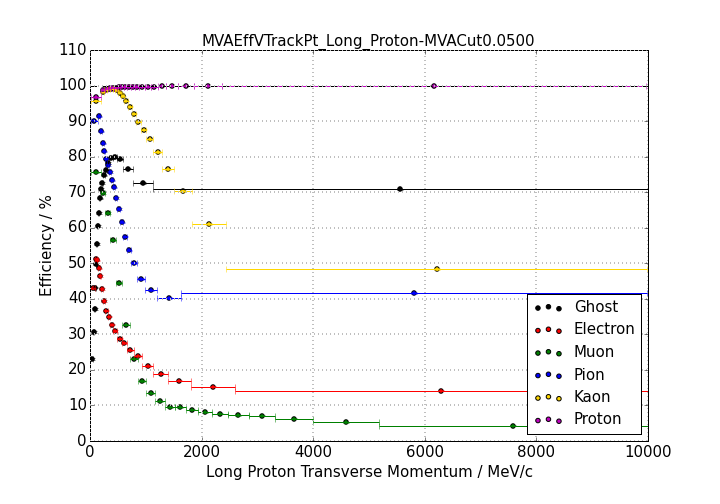 MVAEffVTrackPt_Long_Proton-MVACut0.0500
110
100
90
80
70
60
50
40
30
20
10
0
Efficiency / %
Ghost
Electron
Muon
Pion
Kaon
Proton
0 2000 4000 6000 8000 10000
Long Proton Transverse Momentum / MeV/c